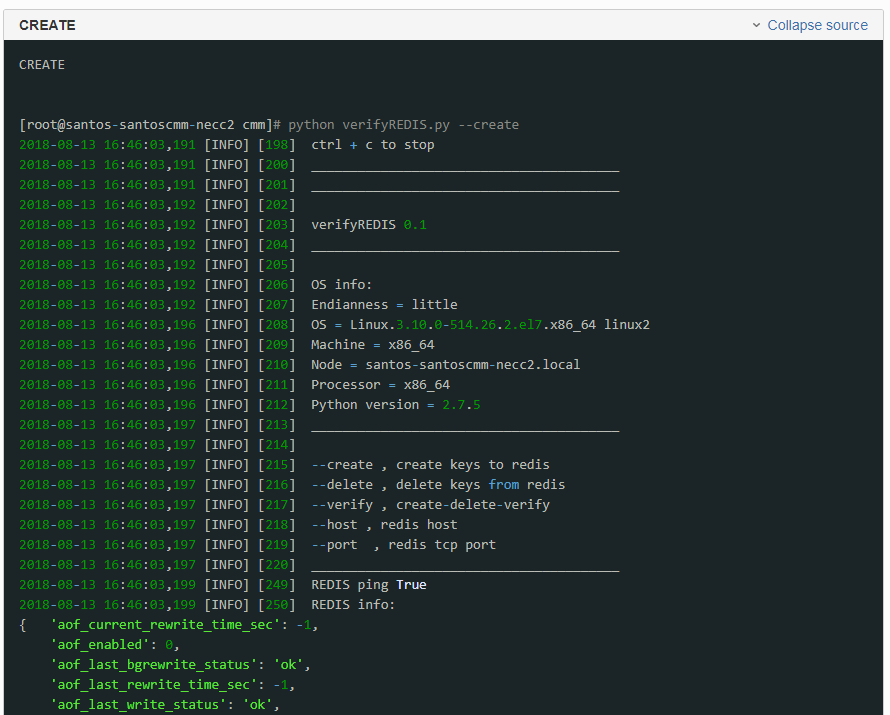 CREATE
Collapse source
CREATE
[root@santos-santoscmm-necc2 cmm]# python verifyREDIS.py --create
2018-08-13 16:46:03,191 [INFO] [198]  ctrl + c to stop
2018-08-13 16:46:03,191 [INFO] [200]  ________________________________________
2018-08-13 16:46:03,191 [INFO] [201]  ________________________________________
2018-08-13 16:46:03,192 [INFO] [202]
2018-08-13 16:46:03,192 [INFO] [203]  verifyREDIS 0.1
2018-08-13 16:46:03,192 [INFO] [204]  ________________________________________
2018-08-13 16:46:03,192 [INFO] [205]
2018-08-13 16:46:03,192 [INFO] [206]  OS info:
2018-08-13 16:46:03,192 [INFO] [207]  Endianness = little
2018-08-13 16:46:03,196 [INFO] [208]  OS = Linux.3.10.0-514.26.2.el7.x86_64 linux2
2018-08-13 16:46:03,196 [INFO] [209]  Machine = x86_64
2018-08-13 16:46:03,196 [INFO] [210]  Node = santos-santoscmm-necc2.local
2018-08-13 16:46:03,196 [INFO] [211]  Processor = x86_64
2018-08-13 16:46:03,196 [INFO] [212]  Python version = 2.7.5
2018-08-13 16:46:03,197 [INFO] [213]  ________________________________________
2018-08-13 16:46:03,197 [INFO] [214]
2018-08-13 16:46:03,197 [INFO] [215]  --create , create keys to redis
2018-08-13 16:46:03,197 [INFO] [216]  --delete , delete keys from redis
2018-08-13 16:46:03,197 [INFO] [217]  --verify , create-delete-verify
2018-08-13 16:46:03,197 [INFO] [218]  --host , redis host
2018-08-13 16:46:03,197 [INFO] [219]  --port  , redis tcp port
2018-08-13 16:46:03,197 [INFO] [220]  ________________________________________
2018-08-13 16:46:03,199 [INFO] [249]  REDIS ping True
2018-08-13 16:46:03,199 [INFO] [250]  REDIS info:
{   'aof_current_rewrite_time_sec': -1,
    'aof_enabled': 0,
    'aof_last_bgrewrite_status': 'ok',
    'aof_last_rewrite_time_sec': -1,
    'aof_last_write_status': 'ok',